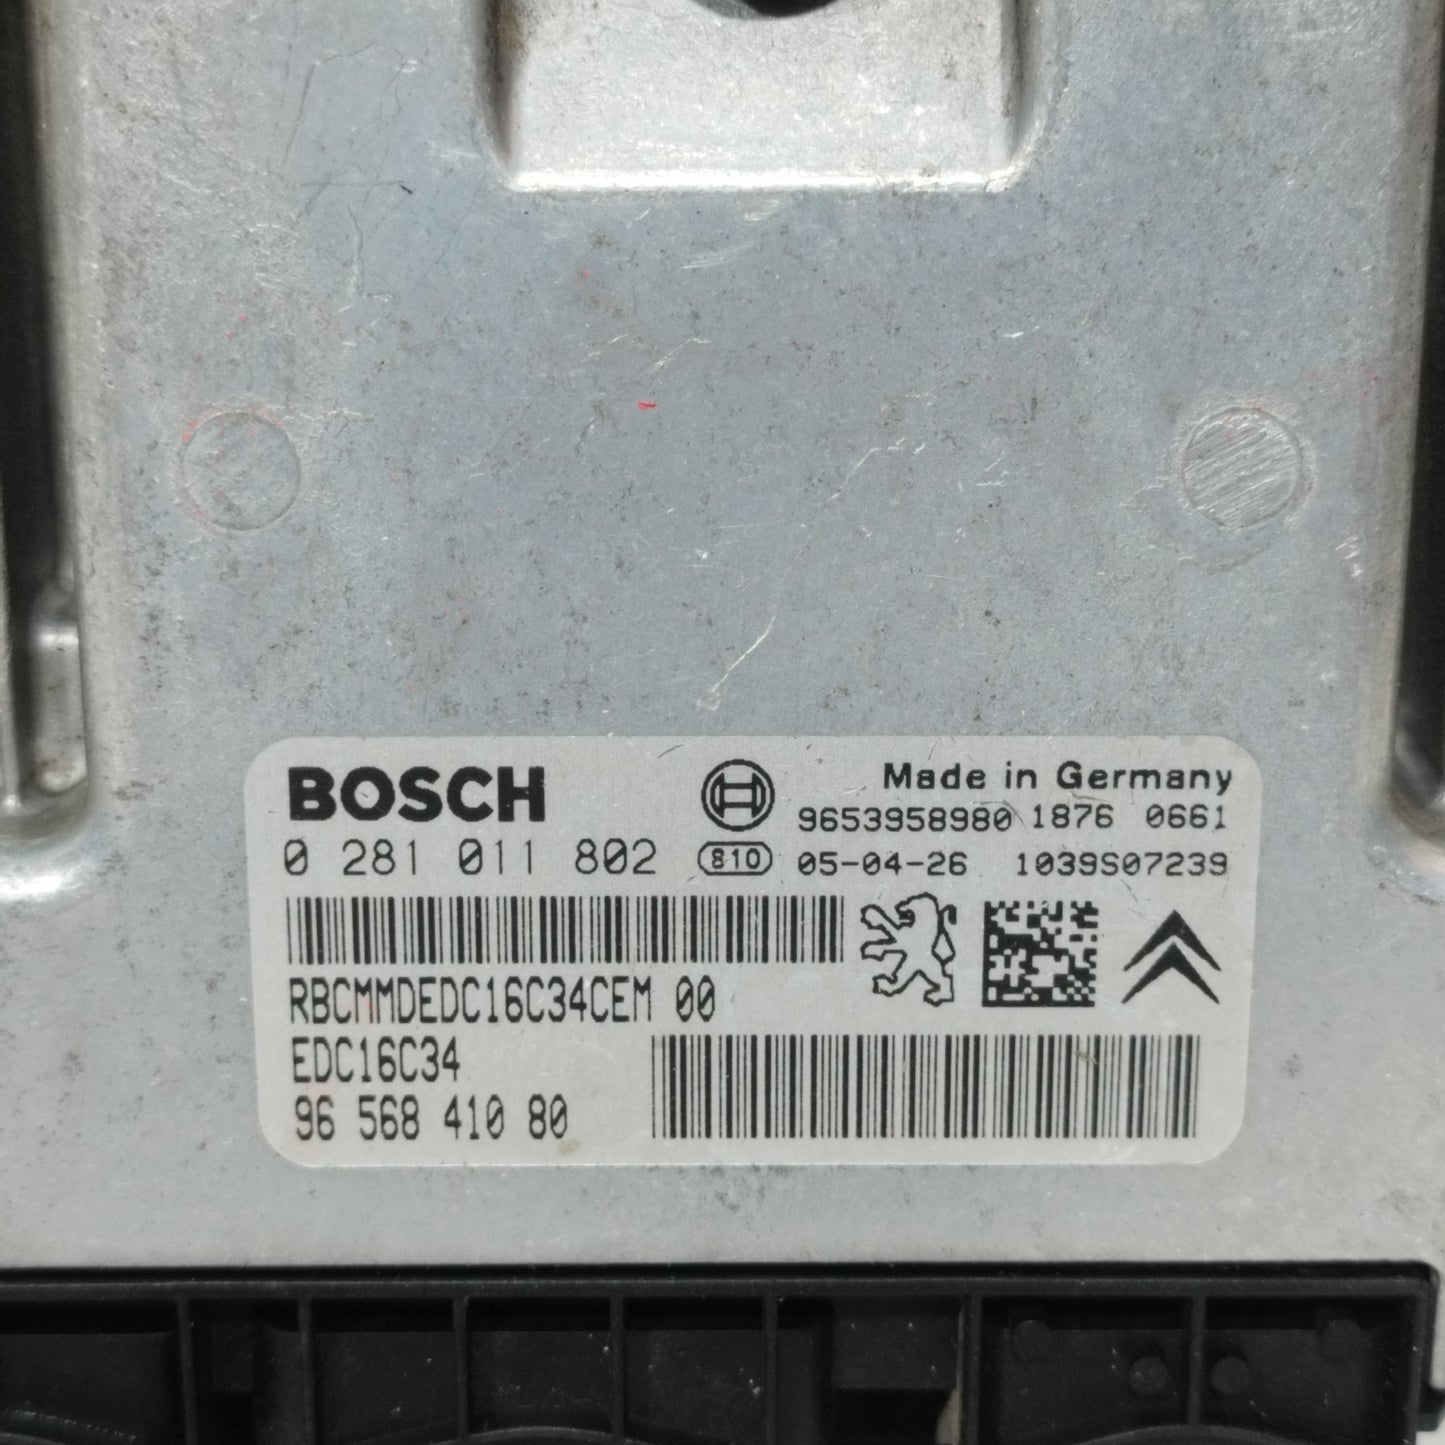 BOSCH
Made in Germany
9653958980 1876 0661
0 281 011 802 810 05-04-26 1039S07239
RBCMMDEDC16C34CEM 00
EDC16C34
96 568 410 80